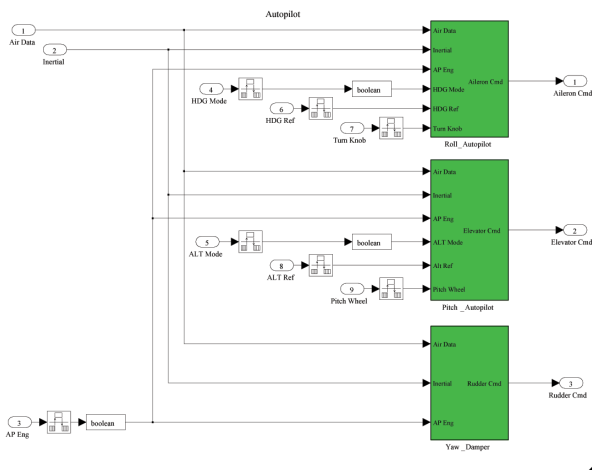 Autopilot
1
Air Data
2
Inertial
4
HDG Mode
boolean
6
HDG Ref
7
Turn Knob
Air Data
Inertial
AP Eng
HDG Mode
HDG Ref
Turn Knob
Aileron Cmd
Roll_Autopilot
1
Aileron Cmd
5
ALT Mode
boolean
8
ALT Ref
9
Pitch Wheel
Air Data
Inertial
AP Eng
ALT Mode
Alt Ref
Pitch Wheel
Elevator Cmd
Pitch _Autopilot
2
Elevator Cmd
3
AP Eng
boolean
Air Data
Inertial
AP Eng
Rudder Cmd
Yaw _Damper
3
Rudder Cmd